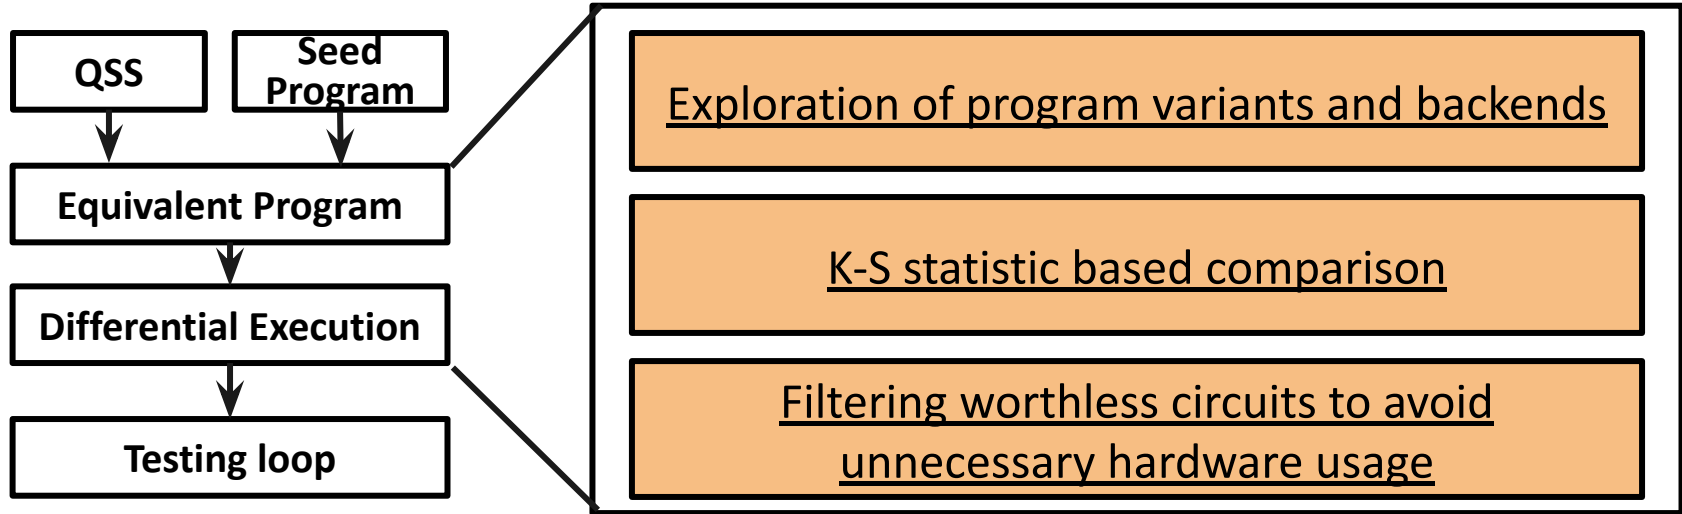 QSS
Seed
Program
Equivalent Program
Differential Execution
Testing loop
Exploration of program variants and backends
K-S statistic based comparison
Filtering worthless circuits to avoid
unnecessary hardware usage